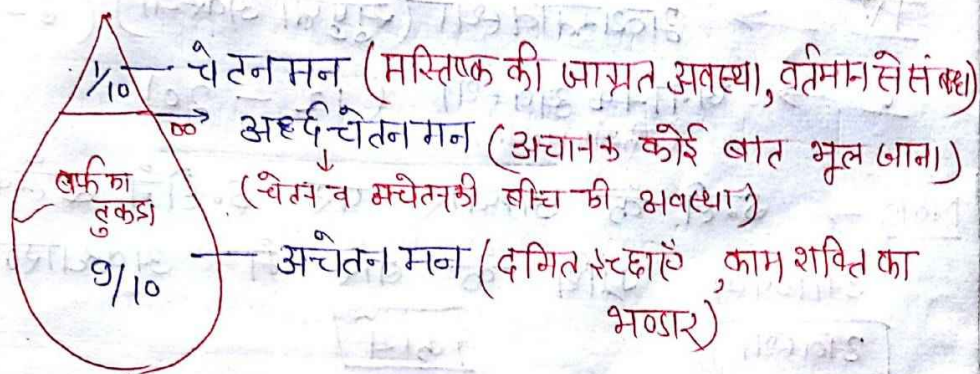 1/10 — चेतन मन (मस्तिष्क की जाग्रत अवस्था, वर्तमान से संबंध)
अर्द्धचेतन मन (अचानक कोई बात भूल जाना)
(चेतन व अचेतन की बीच की अवस्था)
बर्फ का
टुकडा
9/10 — अचेतन मन (दमित इच्छाएँ, काम शक्ति का
भण्डार)